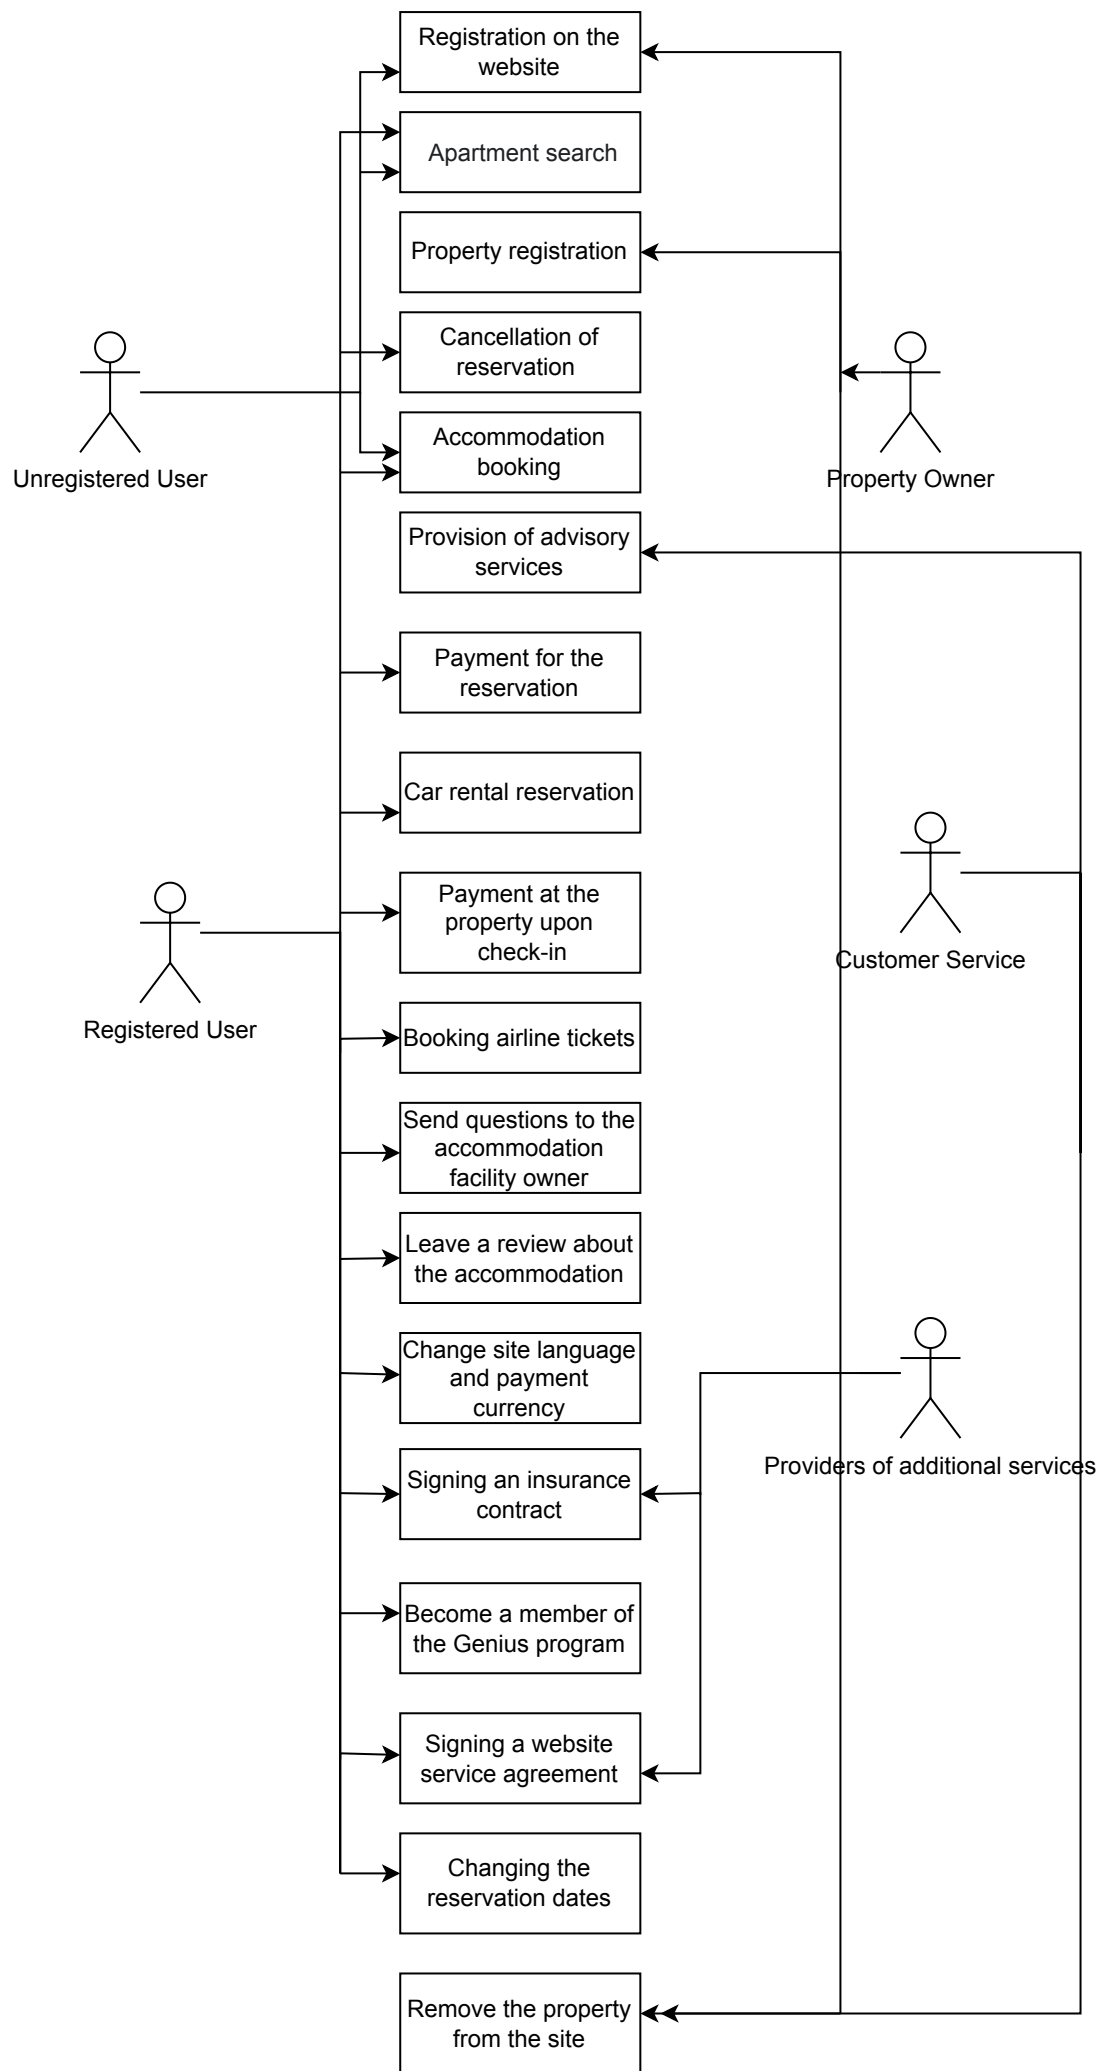 Registration on the
website
Apartment search
Property registration
Cancellation of
reservation
Unregistered User
Accommodation
booking
Property Owner
Provision of advisory
services
Payment for the
reservation
Car rental reservation
Payment at the
property upon
check-in
Customer Service
Registered User
Booking airline tickets
Send questions to the
accommodation
facility owner
Leave a review about
the accommodation
Change site language
and payment
currency
Providers of additional services
Signing an insurance
contract
Become a member of
the Genius program
Signing a website
service agreement
Changing the
reservation dates
Remove the property
from the site